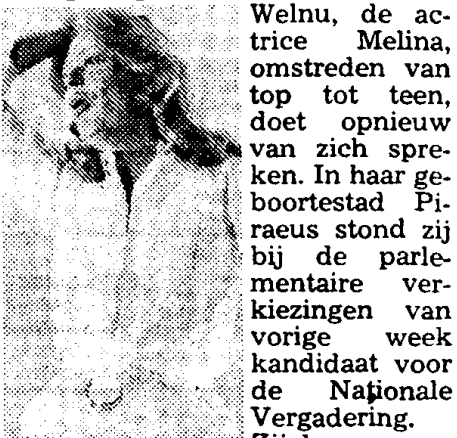 Welnu, de ac-
trice Melina,
omstreden van
top tot teen,
doet opnieuw
van zich spre-
ken. In haar ge-
boortestad Pi-
raeus stond zij
bij de parle-
mentaire ver-
kiezingen van
vorige week
kandidaat voor
de Nationale
Vergadering.